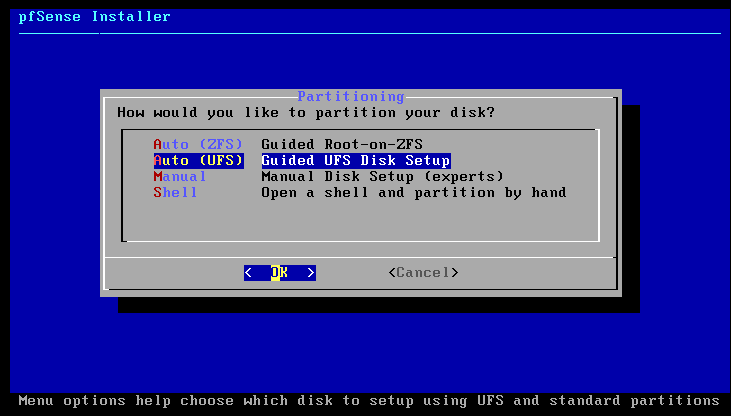 pfSense Installer
Partitioning
How would you like to partition your disk?
Auto (ZFS) Guided Root-on-ZFS
Auto (UFS) Guided UFS Disk Setup
Manual Manual Disk Setup (experts)
Shell Open a shell and partition by hand
< OK > <Cancel>
Menu options help choose which disk to setup using UFS and standard partitions